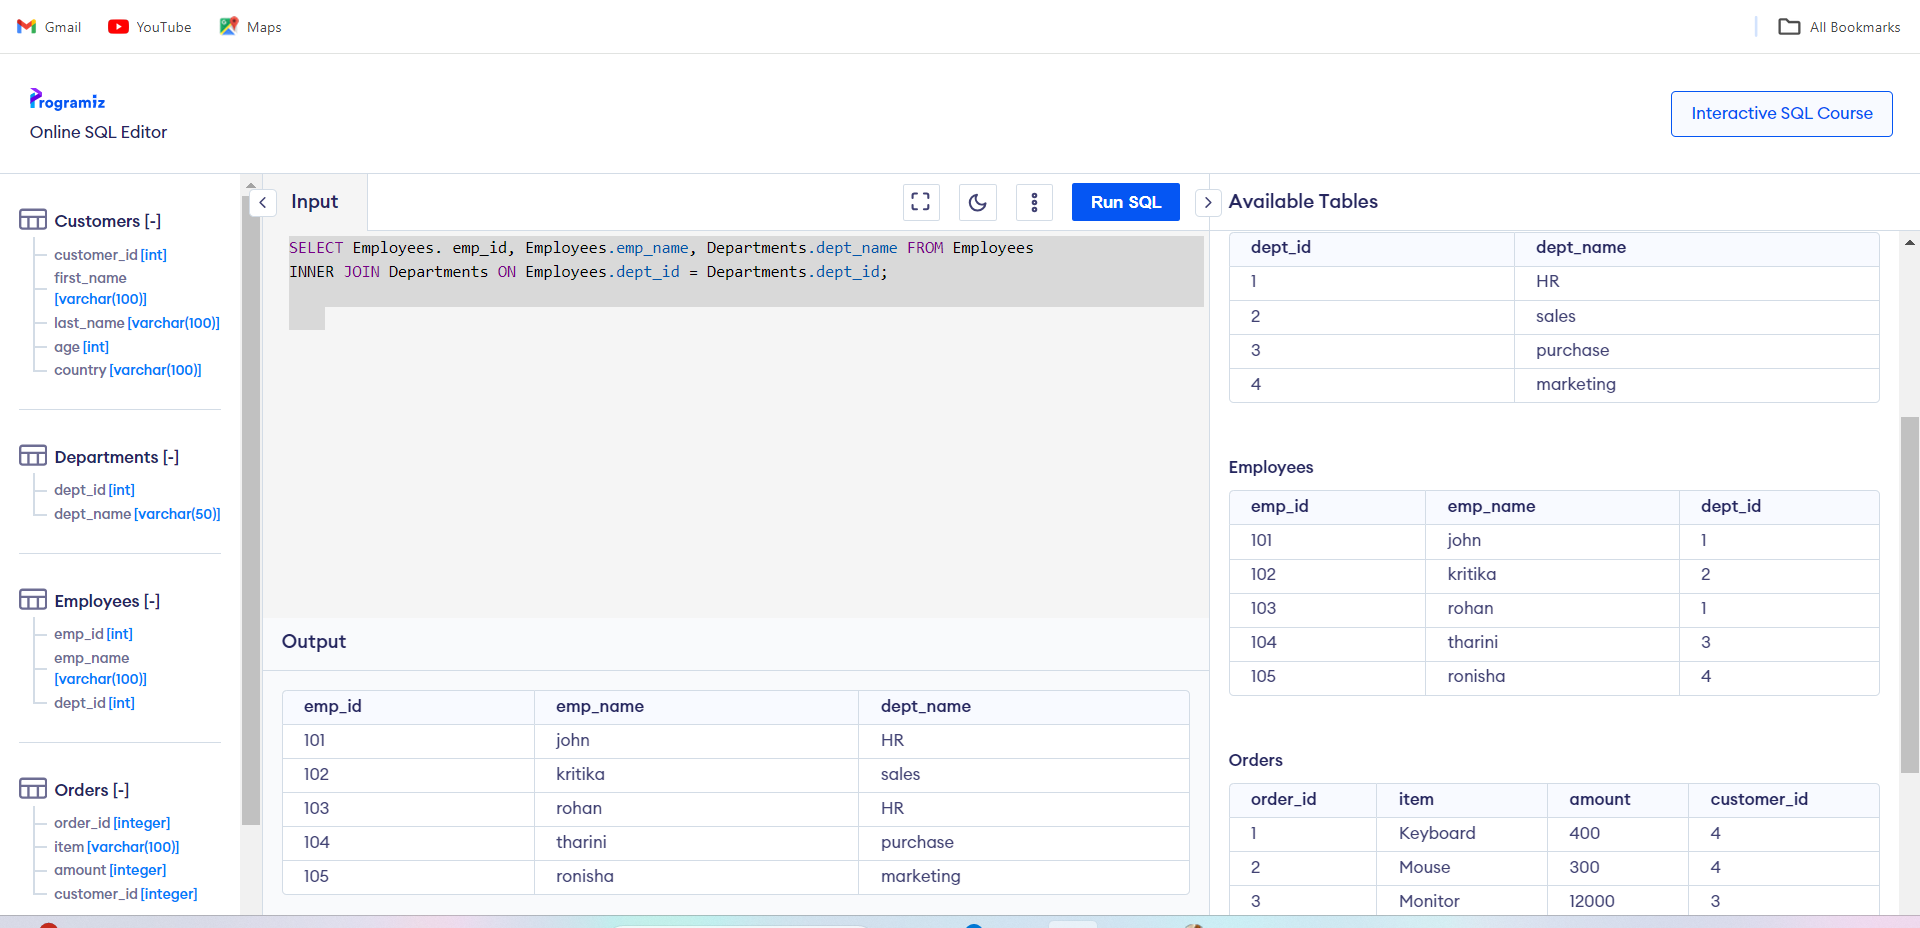 Gmail YouTube Maps All Bookmarks
Programiz
Online SQL Editor
Interactive SQL Course
Customers [-]
customer_id [int]
first_name
[varchar(100)]
last_name [varchar(100)]
age [int]
country [varchar(100)]
Departments [-]
dept_id [int]
dept_name [varchar(50)]
Employees [-]
emp_id [int]
emp_name
[varchar(100)]
dept_id [int]
Orders [-]
order_id [integer]
item [varchar(100)]
amount [integer]
customer_id [integer]
Input
Run SQL
SELECT Employees. emp_id, Employees.emp_name, Departments.dept_name FROM Employees
INNER JOIN Departments ON Employees.dept_id = Departments.dept_id;
Output
emp_id emp_name dept_name
101 john HR
102 kritika sales
103 rohan HR
104 tharini purchase
105 ronisha marketing
Available Tables
dept_id dept_name
1 HR
2 sales
3 purchase
4 marketing
Employees
emp_id emp_name dept_id
101 john 1
102 kritika 2
103 rohan 1
104 tharini 3
105 ronisha 4
Orders
order_id item amount customer_id
1 Keyboard 400 4
2 Mouse 300 4
3 Monitor 12000 3